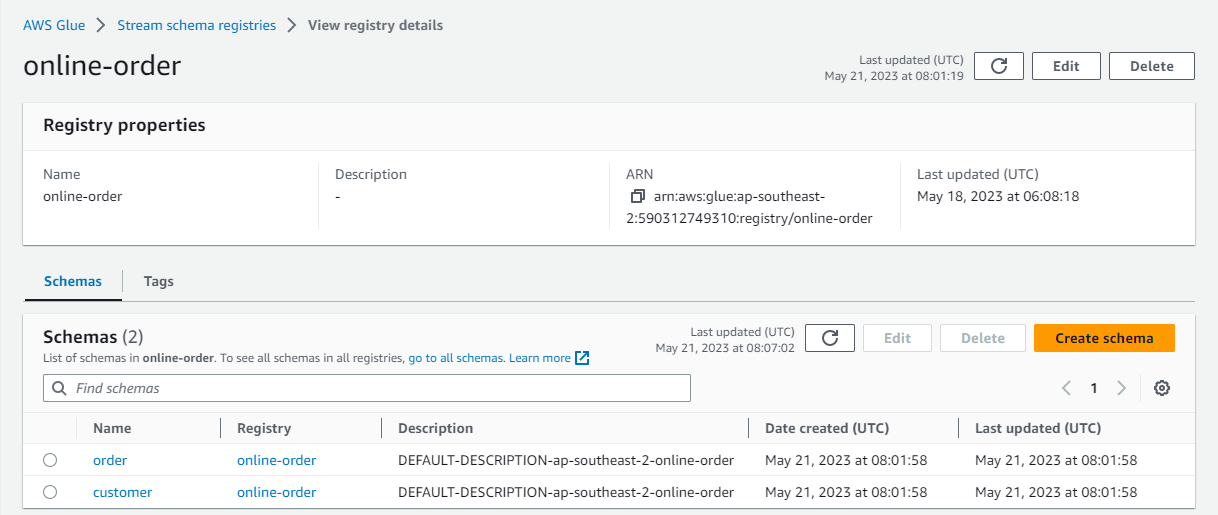 AWS Glue > Stream schema registries > View registry details
online-order
Last updated (UTC)
May 21, 2023 at 08:01:19
Edit
Delete
Registry properties
Name
online-order
Description
-
ARN
arn:aws:glue:ap-southeast-
2:590312749310:registry/online-order
Last updated (UTC)
May 18, 2023 at 06:08:18
Schemas
Tags
Schemas (2)
List of schemas in online-order. To see all schemas in all registries, go to all schemas. Learn more
Last updated (UTC)
May 21, 2023 at 08:07:02
Edit
Delete
Create schema
Find schemas
1
Name Registry Description Date created (UTC) Last updated (UTC)
order online-order DEFAULT-DESCRIPTION-ap-southeast-2-online-order May 21, 2023 at 08:01:58 May 21, 2023 at 08:01:58
customer online-order DEFAULT-DESCRIPTION-ap-southeast-2-online-order May 21, 2023 at 08:01:58 May 21, 2023 at 08:01:58